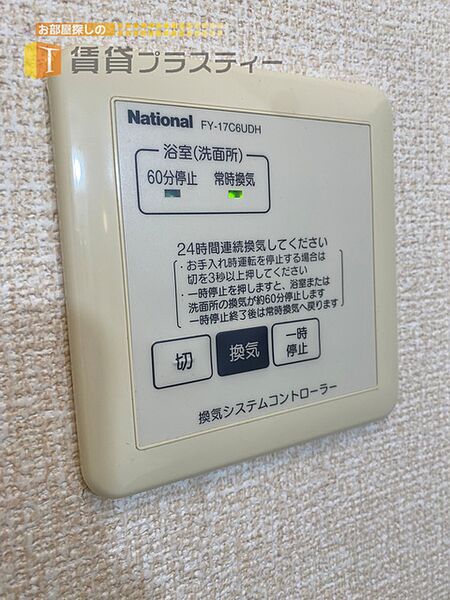 お部屋探しの
賃貸プラスティー
National FY-17C6UDH
浴室(洗面所)
60分停止 常時換気
24時間連続換気してください
・お手入れ時運転を停止する場合は
切を3秒以上押してください
・一時停止を押しますと、浴室または
洗面所の換気が約60分停止します
一時停止終了後は常時換気へ戻ります
切 換気 一時
停止
換気システムコントローラー